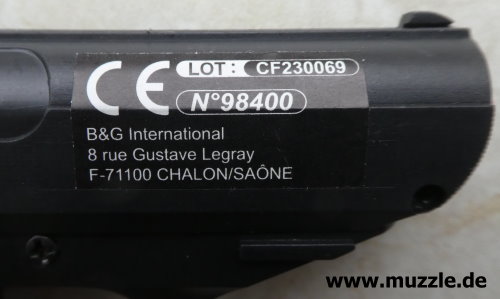 CE LOT: CF230069
N°98400
B&G International
8 rue Gustave Legray
F-71100 CHALON/SAÔNE
www.muzzle.de